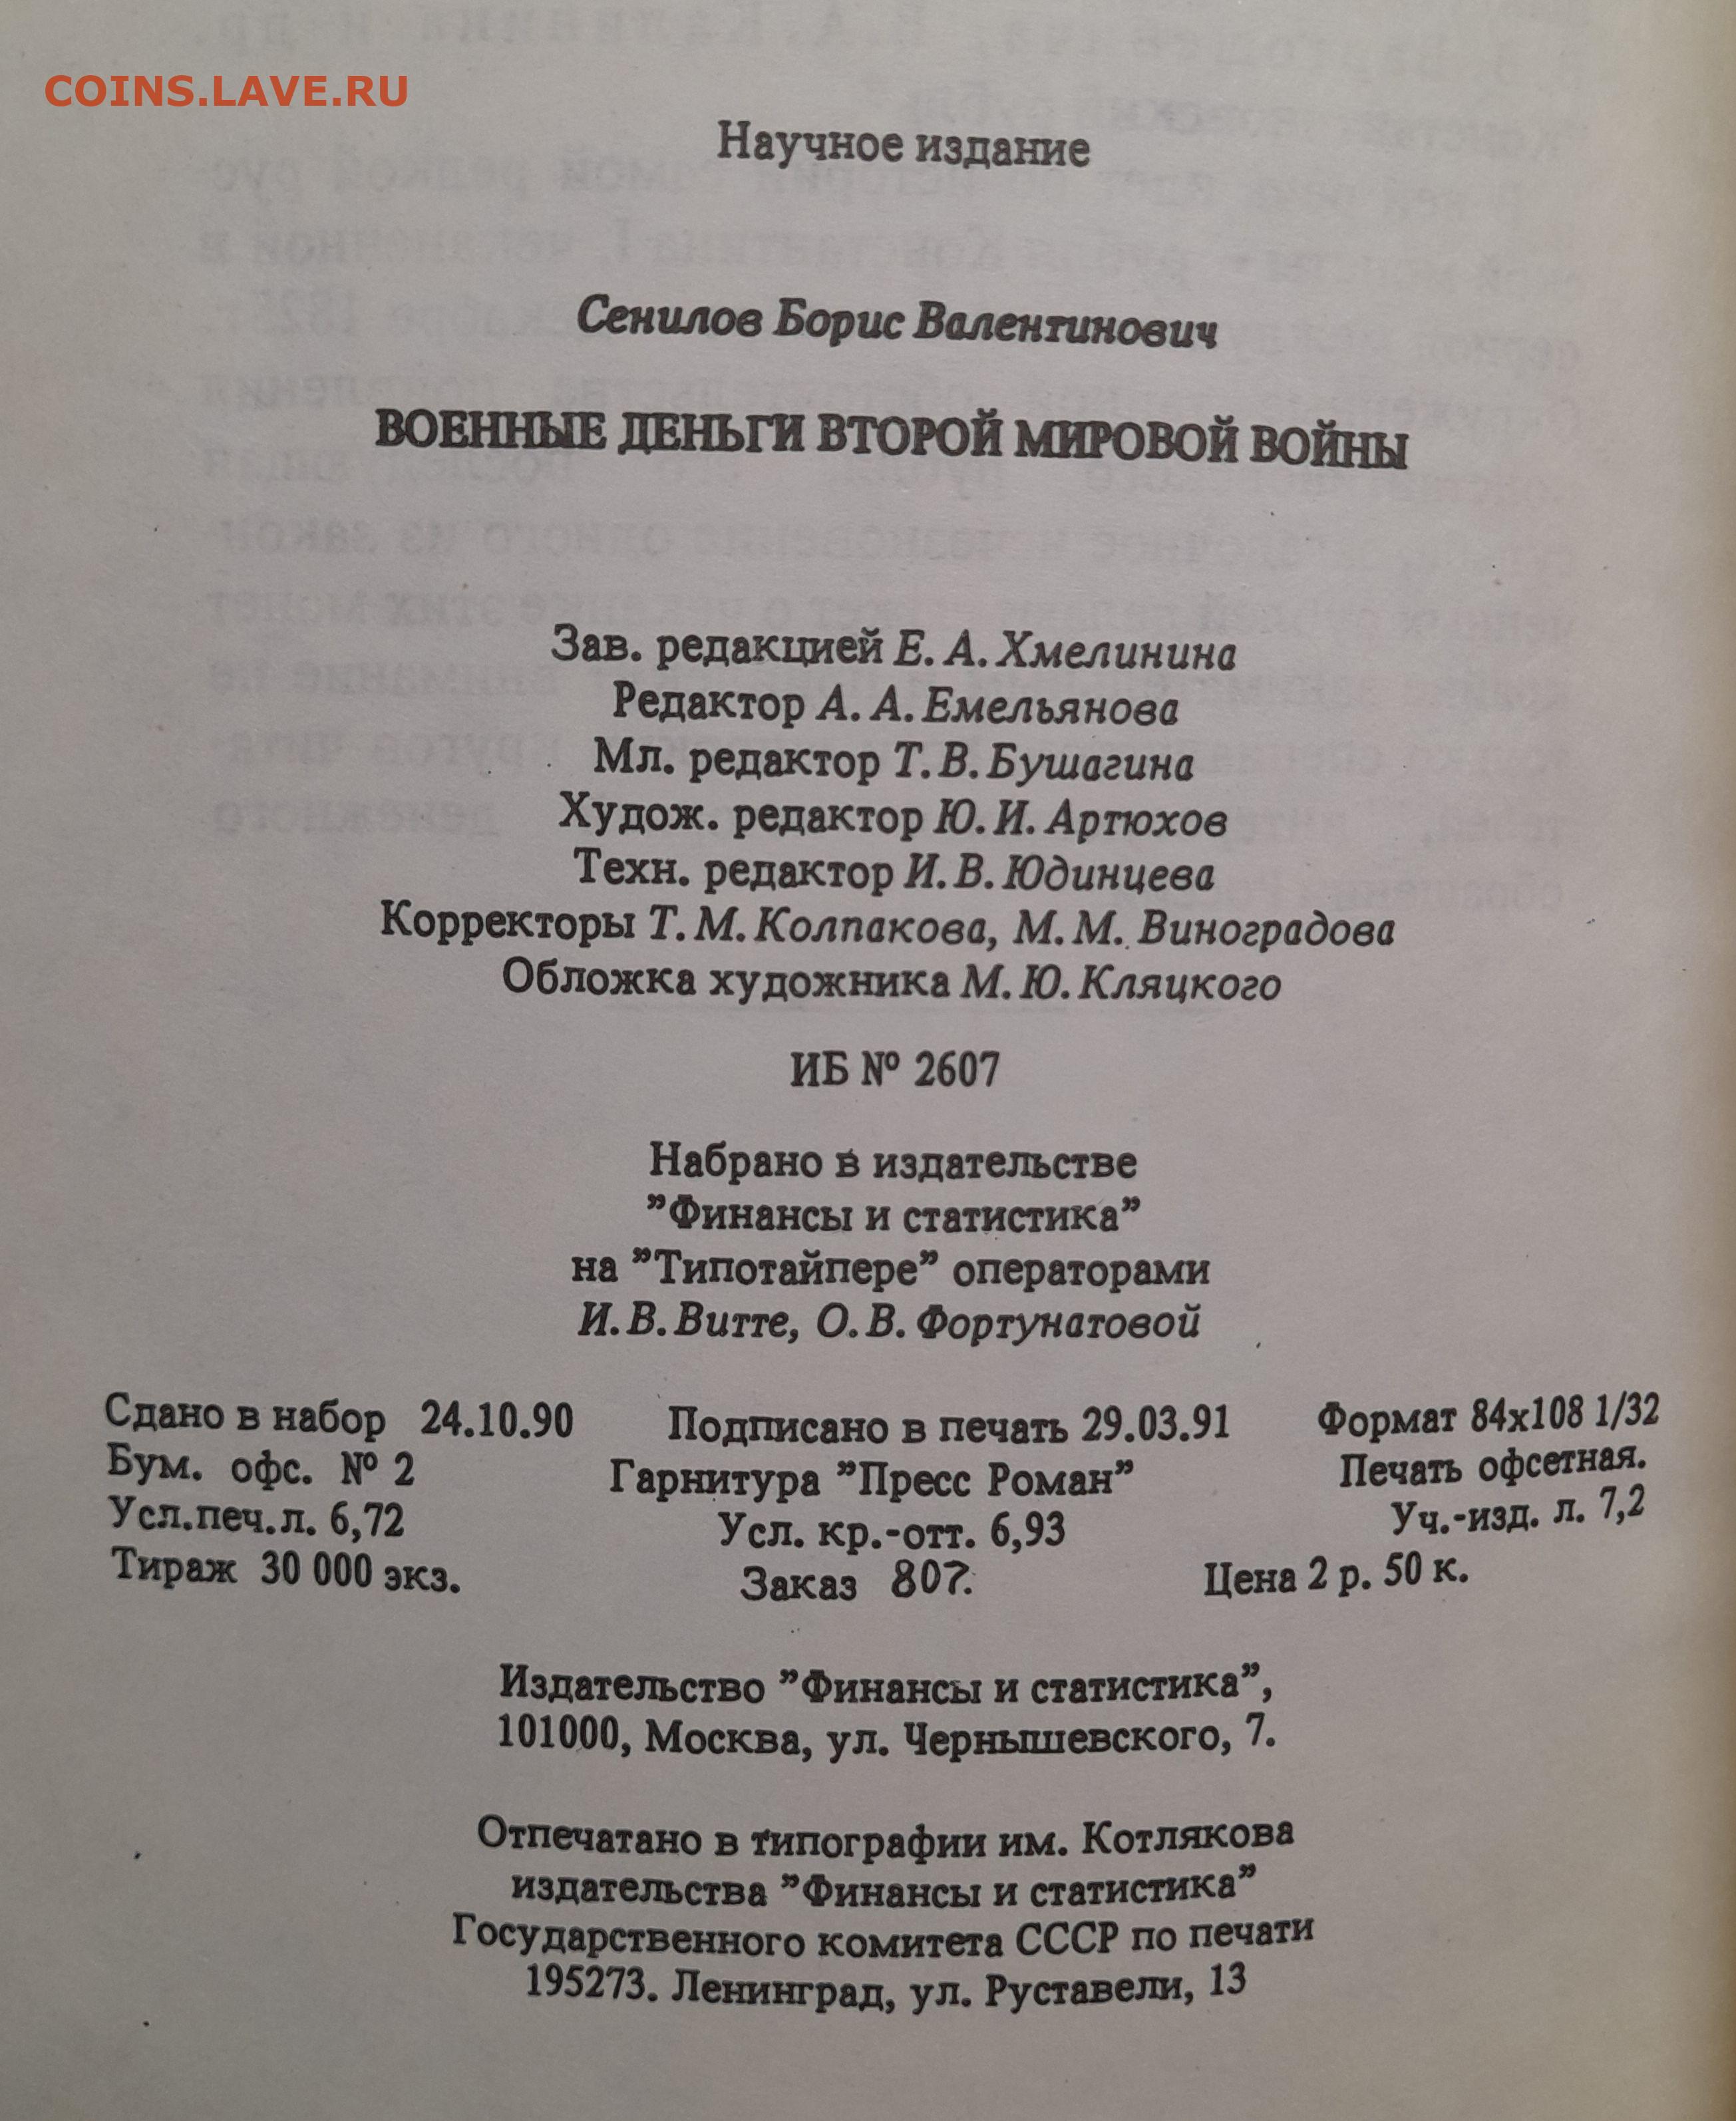 COINS.LAVE.RU
Научное издание
Сенилов Борис Валентинович
ВОЕННЫЕ ДЕНЬГИ ВТОРОЙ МИРОВОЙ ВОЙНЫ
Зав. редакцией Е. А. Хмелинина
Редактор А. А. Емельянова
Мл. редактор Т. В. Бушагина
Худож. редактор Ю. И. Артюхов
Техн. редактор И. В. Юдинцева
Корректоры Т. М. Колпакова, М. М. Виноградова
Обложка художника М. Ю. Кляцкого
ИБ № 2607
Набрано в издательстве
”Финансы и статистика”
на ”Типотайпере” операторами
И. В. Витте, О. В. Фортунатовой
Сдано в набор 24.10.90 Подписано в печать 29.03.91 Формат 84х108 1/32
Бум. офс. № 2 Гарнитура ”Пресс Роман” Печать офсетная.
Усл.печ.л. 6,72 Усл. кр.-отт. 6,93 Уч.-изд. л. 7,2
Тираж 30 000 экз. Заказ 807. Цена 2 р. 50 к.
Издательство ”Финансы и статистика”,
101000, Москва, ул. Чернышевского, 7.
Отпечатано в типографии им. Котлякова
издательства ”Финансы и статистика”
Государственного комитета СССР по печати
195273. Ленинград, ул. Руставели, 13